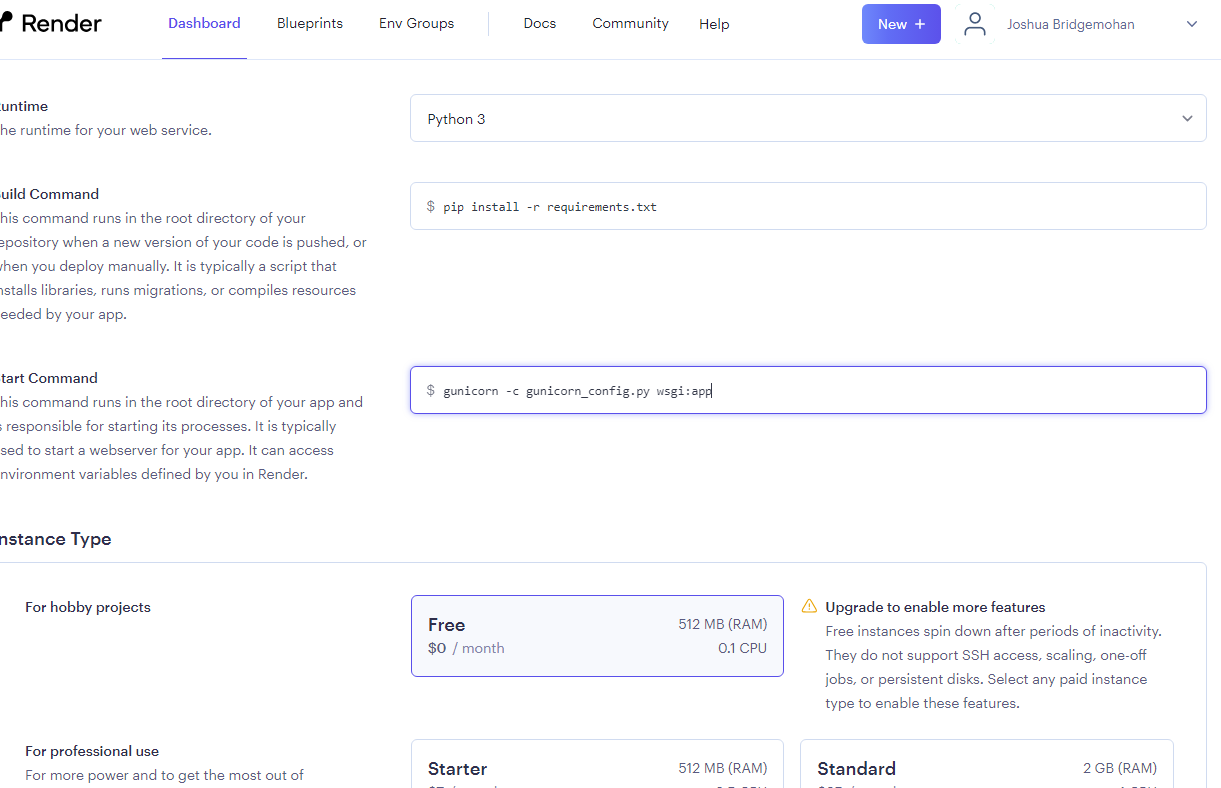 Render Dashboard Blueprints Env Groups Docs Community Help New + Joshua Bridgemohan
untime
he runtime for your web service.
Python 3
uild Command
his command runs in the root directory of your
epository when a new version of your code is pushed, or
when you deploy manually. It is typically a script that
nstalls libraries, runs migrations, or compiles resources
eeded by your app.
$ pip install -r requirements.txt
tart Command
his command runs in the root directory of your app and
s responsible for starting its processes. It is typically
sed to start a webserver for your app. It can access
nvironment variables defined by you in Render.
$ gunicorn -c gunicorn_config.py wsgi:app
nstance Type
For hobby projects
Free 512 MB (RAM)
$0 / month 0.1 CPU
Upgrade to enable more features
Free instances spin down after periods of inactivity.
They do not support SSH access, scaling, one-off
jobs, or persistent disks. Select any paid instance
type to enable these features.
For professional use
For more power and to get the most out of
Starter 512 MB (RAM)
Standard 2 GB (RAM)